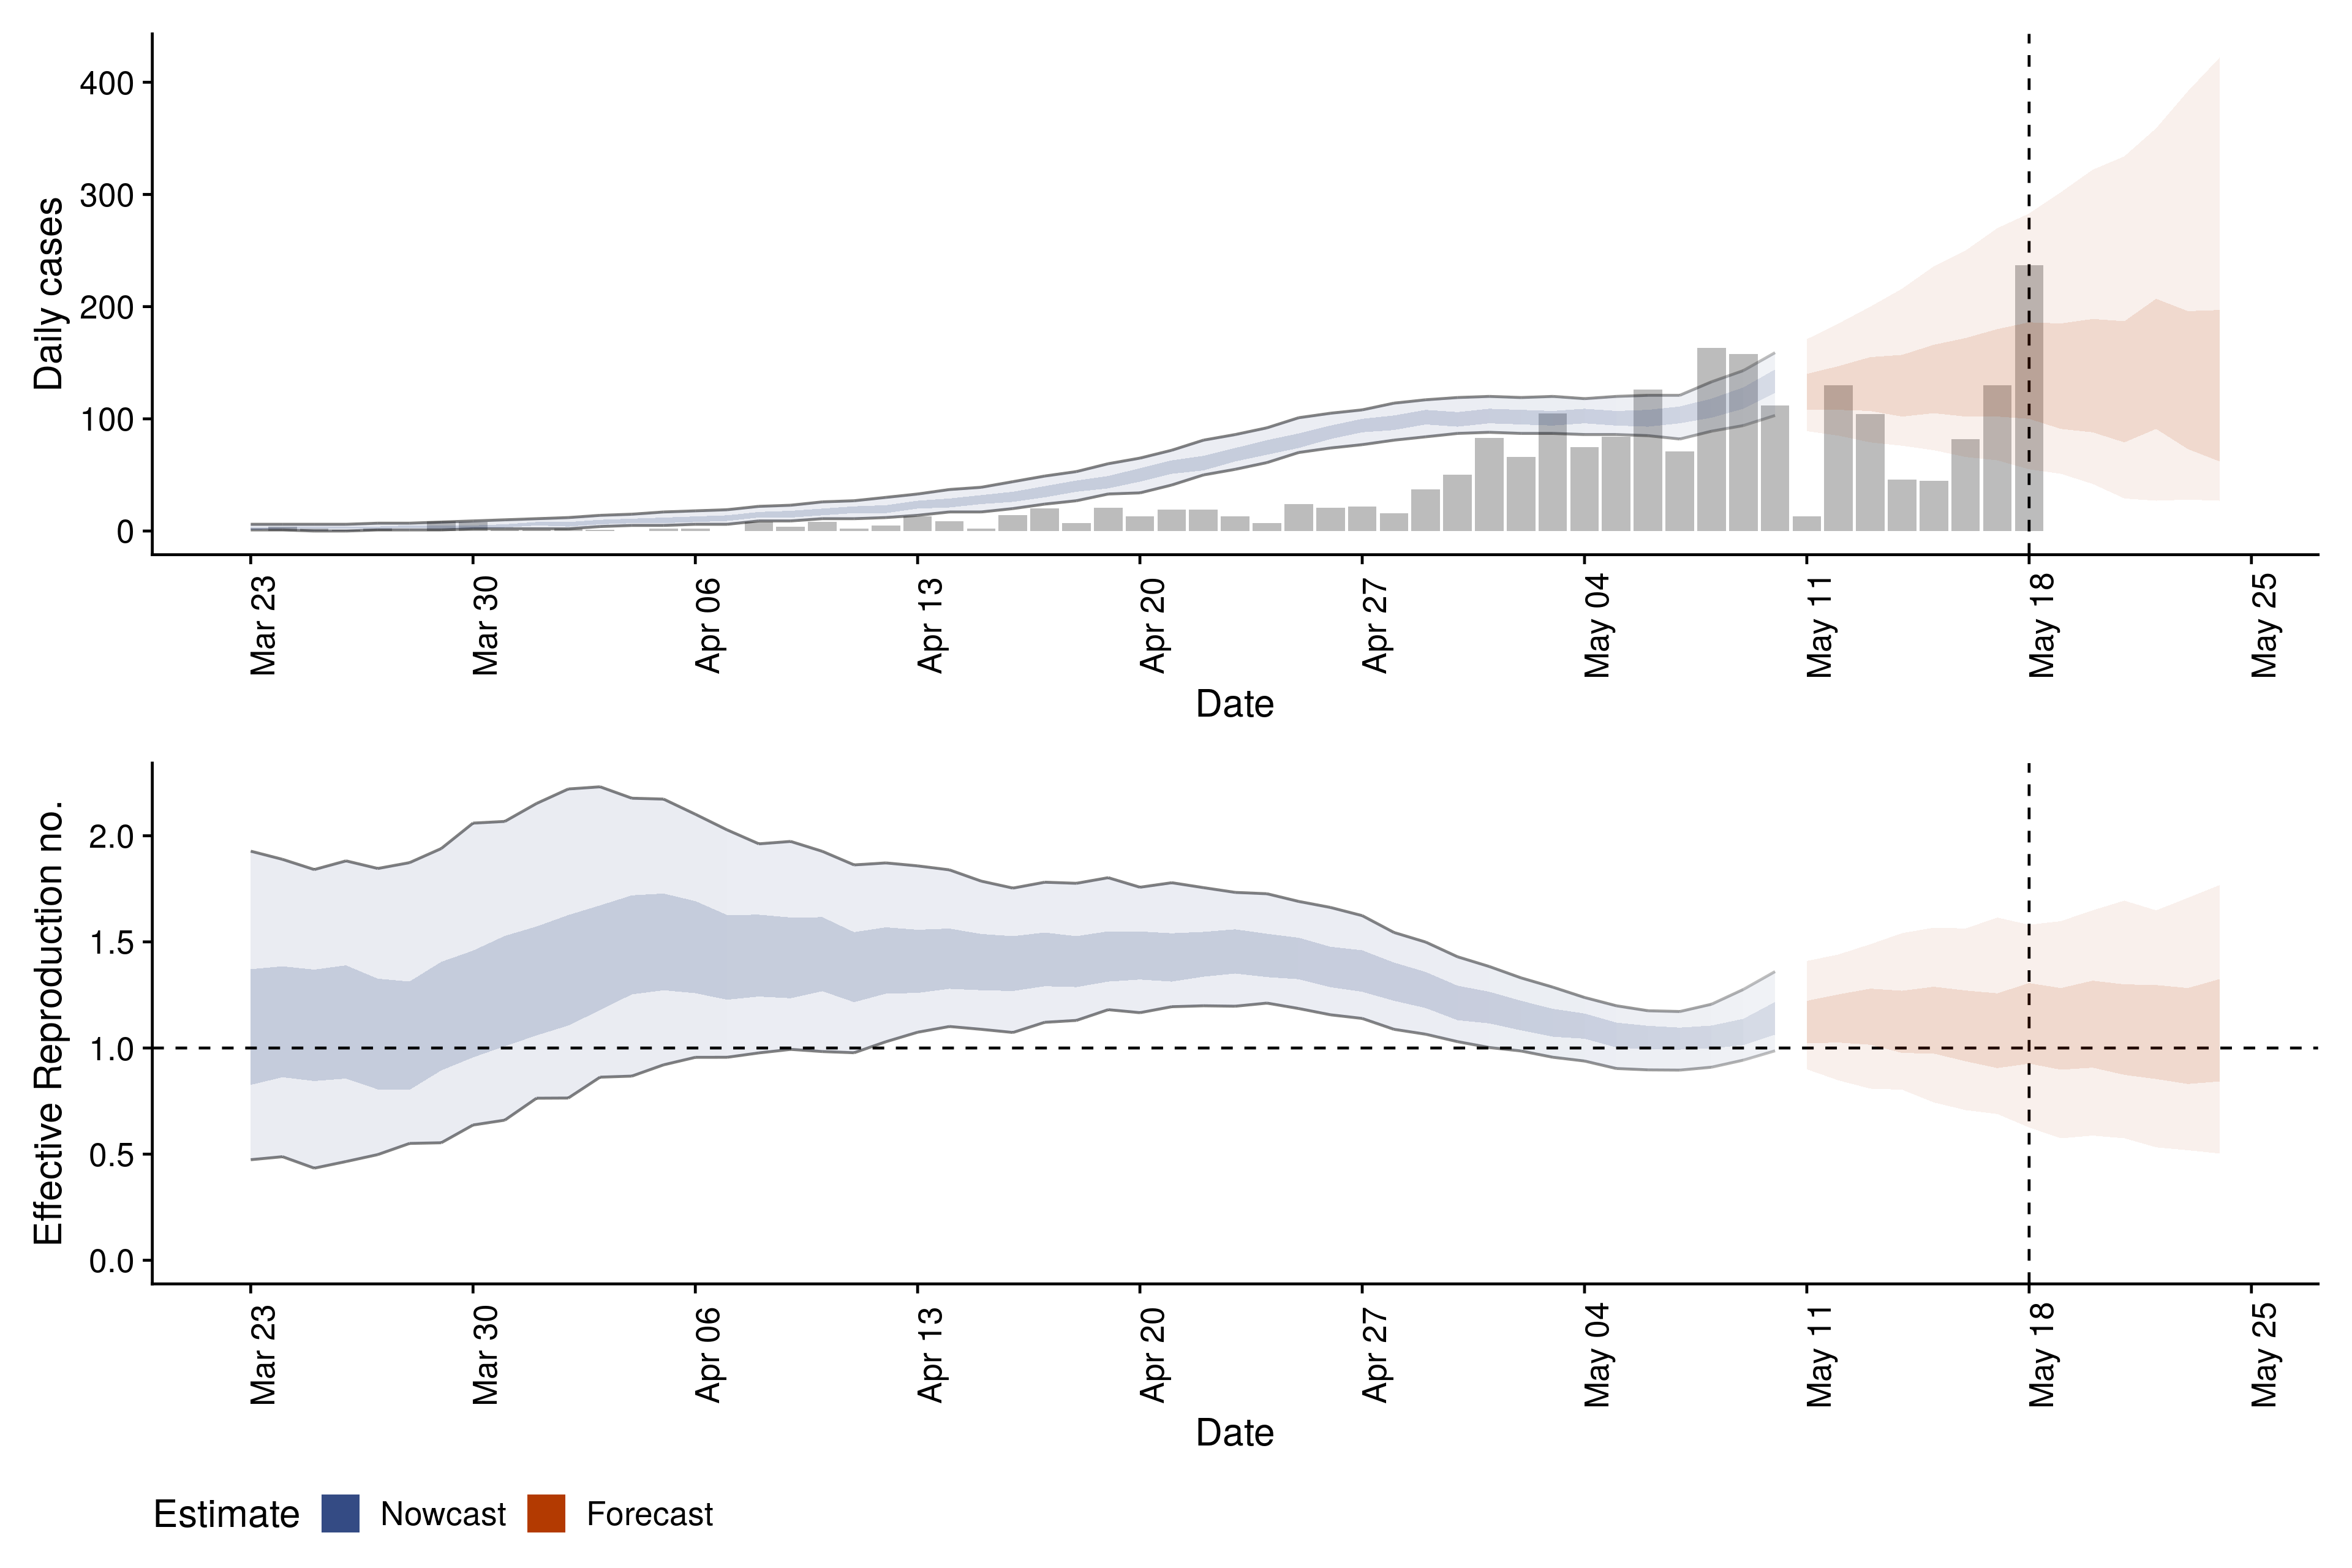 Daily cases
400
300
200
100
0
Mar 23
Mar 30
Apr 06
Apr 13
Apr 20
Apr 27
May 04
May 11
May 18
May 25
Date
Effective Reproduction no.
2.0
1.5
1.0
0.5
0.0
Mar 23
Mar 30
Apr 06
Apr 13
Apr 20
Apr 27
May 04
May 11
May 18
May 25
Date
Estimate Nowcast Forecast